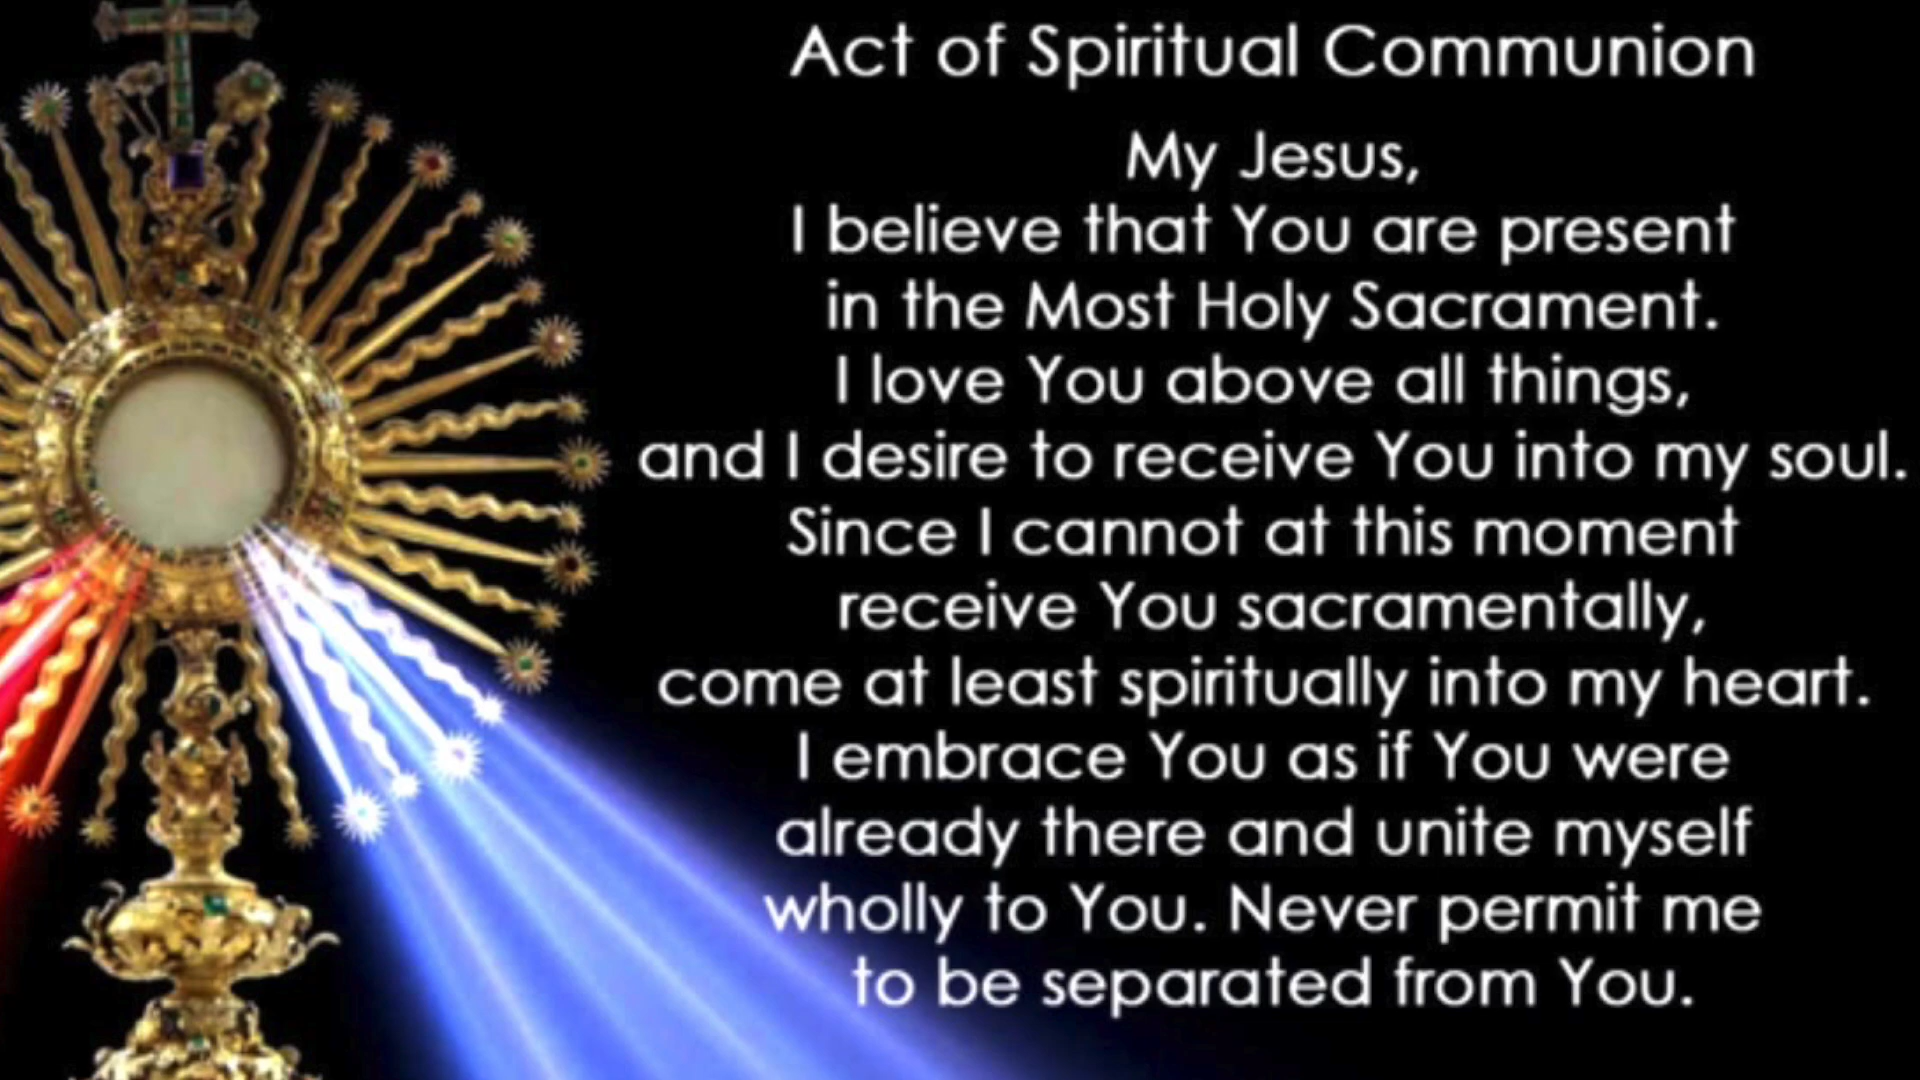 Act of Spiritual Communion
My Jesus,
I believe that You are present
in the Most Holy Sacrament.
I love You above all things,
and I desire to receive You into my soul.
Since I cannot at this moment
receive You sacramentally,
come at least spiritually into my heart.
I embrace You as if You were
already there and unite myself
wholly to You. Never permit me
to be separated from You.